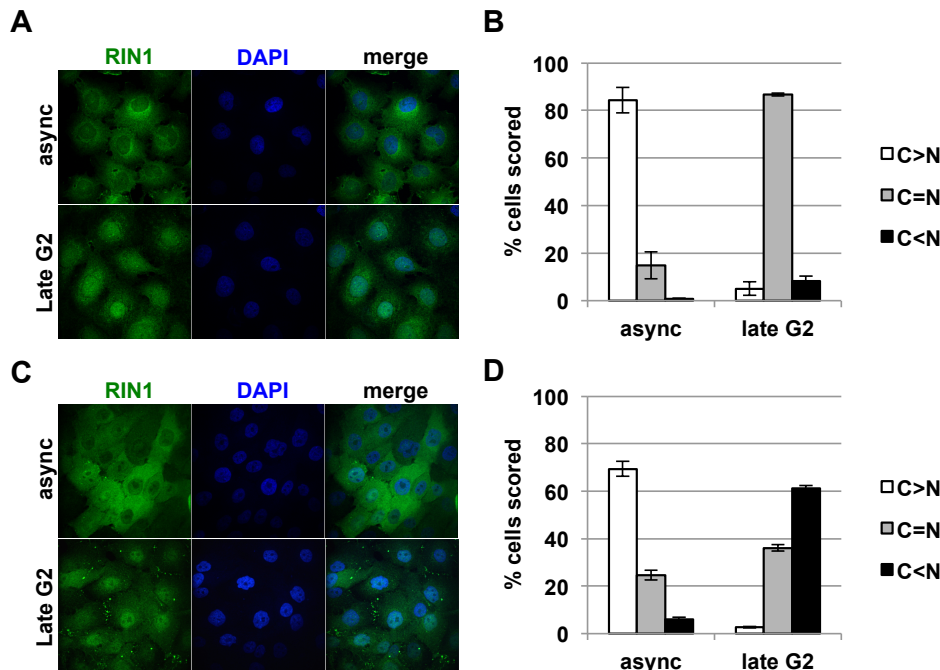 A
RIN1 DAPI merge
async
Late G2
B
% cells scored
100
80
60
40
20
0
async late G2
C>N
C=N
C<N
C
RIN1 DAPI merge
async
Late G2
D
% cells scored
100
80
60
40
20
0
async late G2
C>N
C=N
C<N